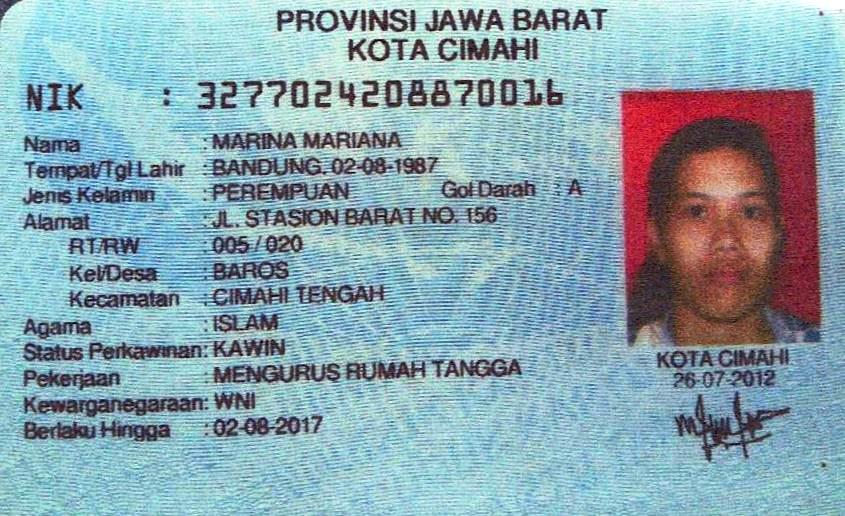 PROVINSI JAWA BARAT
KOTA CIMAHI
NIK : 3277024208870016
Nama : MARINA MARIANA
Tempat/Tgl Lahir : BANDUNG. 02-08-1987
Jenis Kelamin : PEREMPUAN Gol Darah : A
Alamat : JL. STASION BARAT NO. 156
RT/RW : 005 / 020
Kel/Desa : BAROS
Kecamatan : CIMAHI TENGAH
Agama : ISLAM
Status Perkawinan: KAWIN
Pekerjaan : MENGURUS RUMAH TANGGA
Kewarganegaraan: WNI
Berlaku Hingga : 02-08-2017
KOTA CIMAHI
26-07-2012